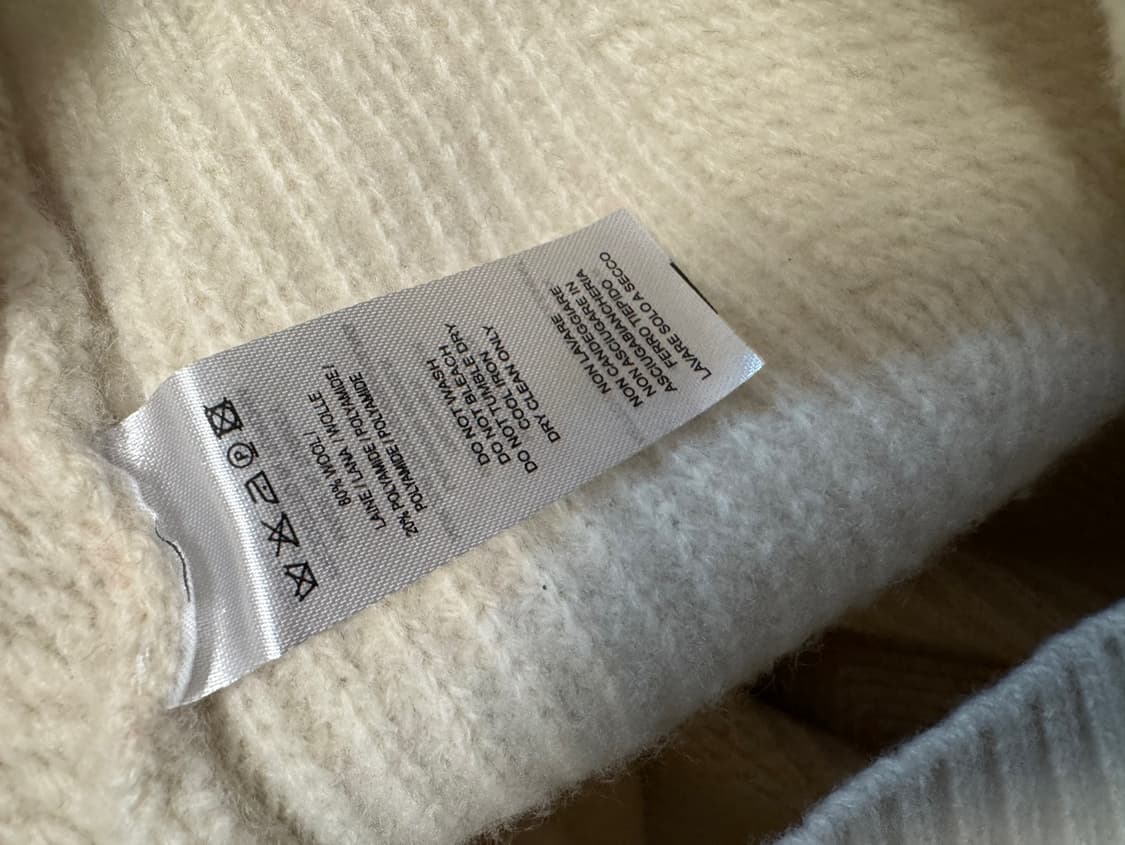 P
80% WOOL /
LAINE / LANA / WOLLE
20% POLYAMIDE / POLYAMIDE /
POLYAMIDE / POLYAMIDE
DO NOT WASH
DO NOT BLEACH
DO NOT TUMBLE DRY
COOL IRON
DRY CLEAN ONLY
NON LAVARE
NON CANDEGGIARE
NON ASCIUGARE IN
ASCIUGABIANCHERIA
FERRO TIEPIDO
LAVARE SOLO A SECCO